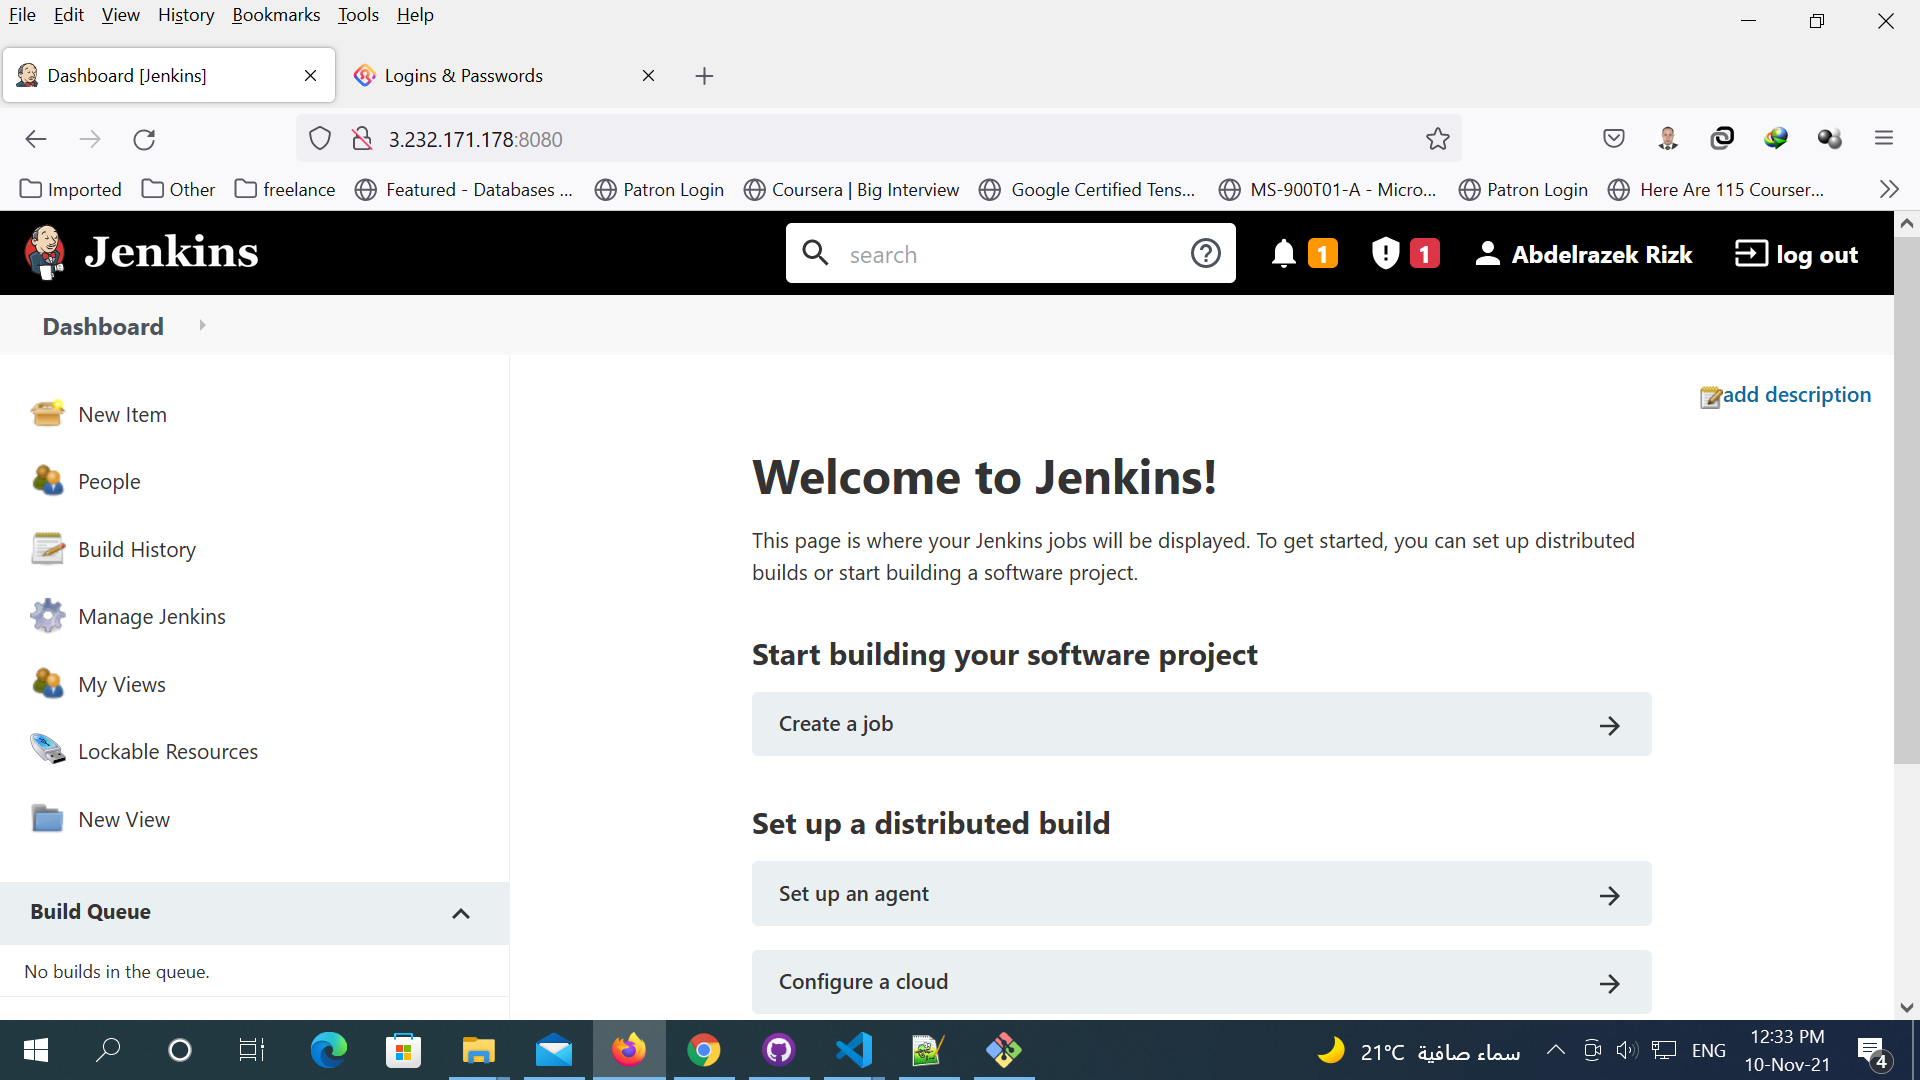 File Edit View History Bookmarks Tools Help
Dashboard [Jenkins]
Logins & Passwords
3.232.171.178:8080
Imported
Other
freelance
Featured - Databases ...
Patron Login
Coursera | Big Interview
Google Certified Tens...
MS-900T01-A - Micro...
Patron Login
Here Are 115 Courser...
Jenkins
search
1
1
Abdelrazek Rizk
log out
Dashboard
add description
New Item
People
Build History
Manage Jenkins
My Views
Lockable Resources
New View
Build Queue
No builds in the queue.
Welcome to Jenkins!
This page is where your Jenkins jobs will be displayed. To get started, you can set up distributed
builds or start building a software project.
Start building your software project
Create a job
Set up a distributed build
Set up an agent
Configure a cloud
21°C سماء صافية
ENG
12:33 PM
10-Nov-21
4